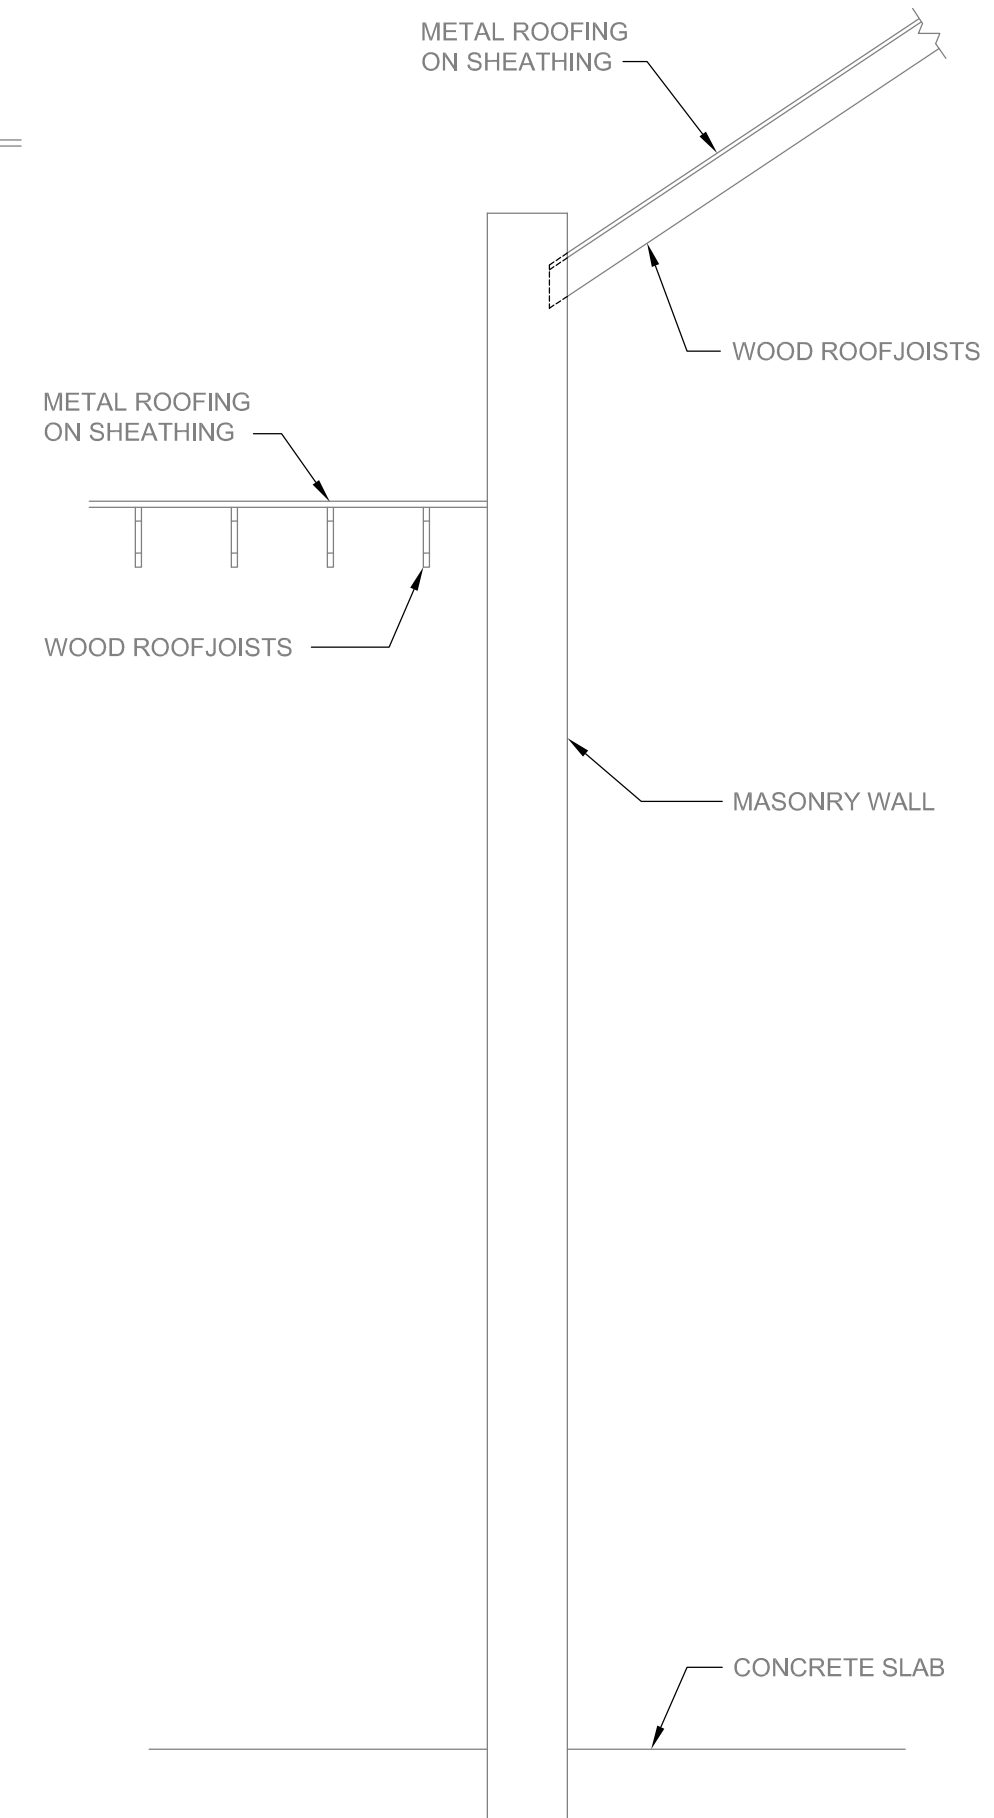 METAL ROOFING
ON SHEATHING
WOOD ROOFJOISTS
METAL ROOFING
ON SHEATHING
WOOD ROOFJOISTS
MASONRY WALL
CONCRETE SLAB